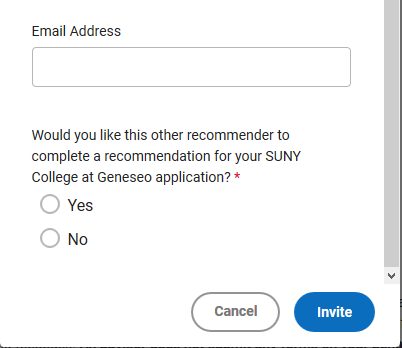 Email Address
Would you like this other recommender to
complete a recommendation for your SUNY
College at Geneseo application? *
Yes
No
Cancel
Invite